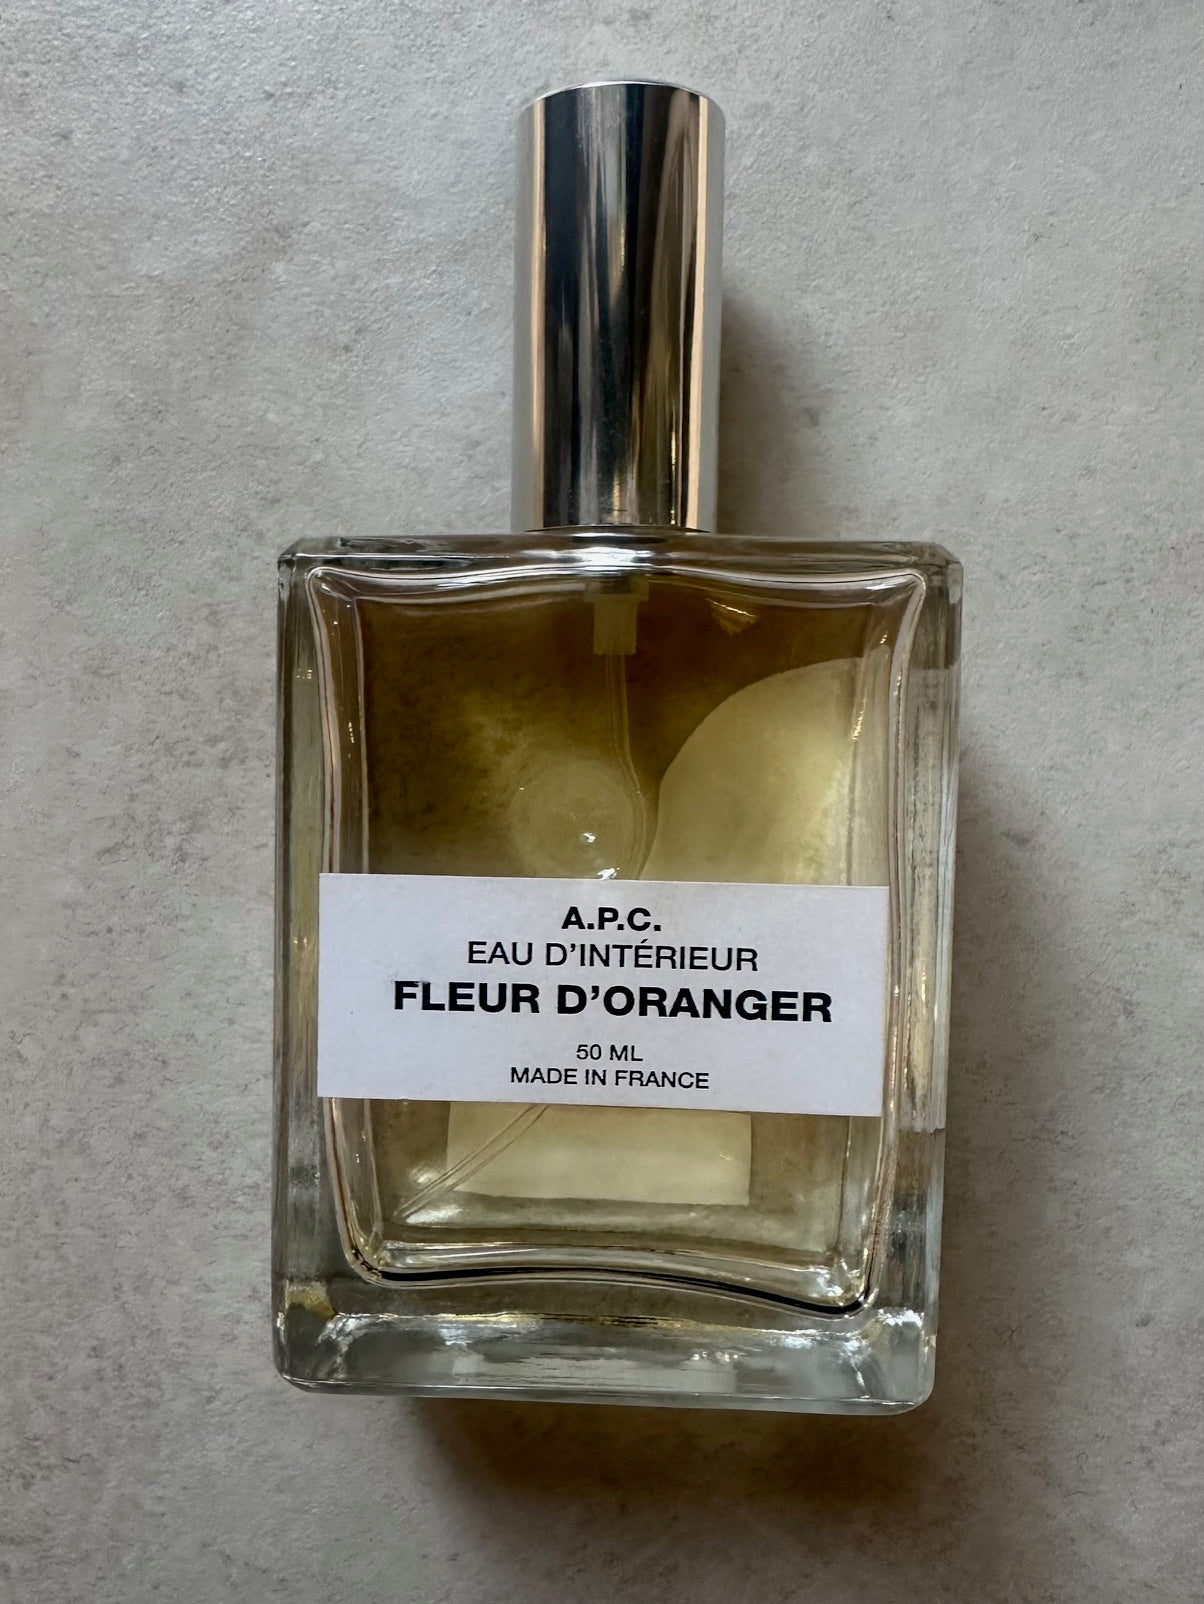 A.P.C.
EAU D'INTÉRIEUR
FLEUR D'ORANGER
50 ML
MADE IN FRANCE